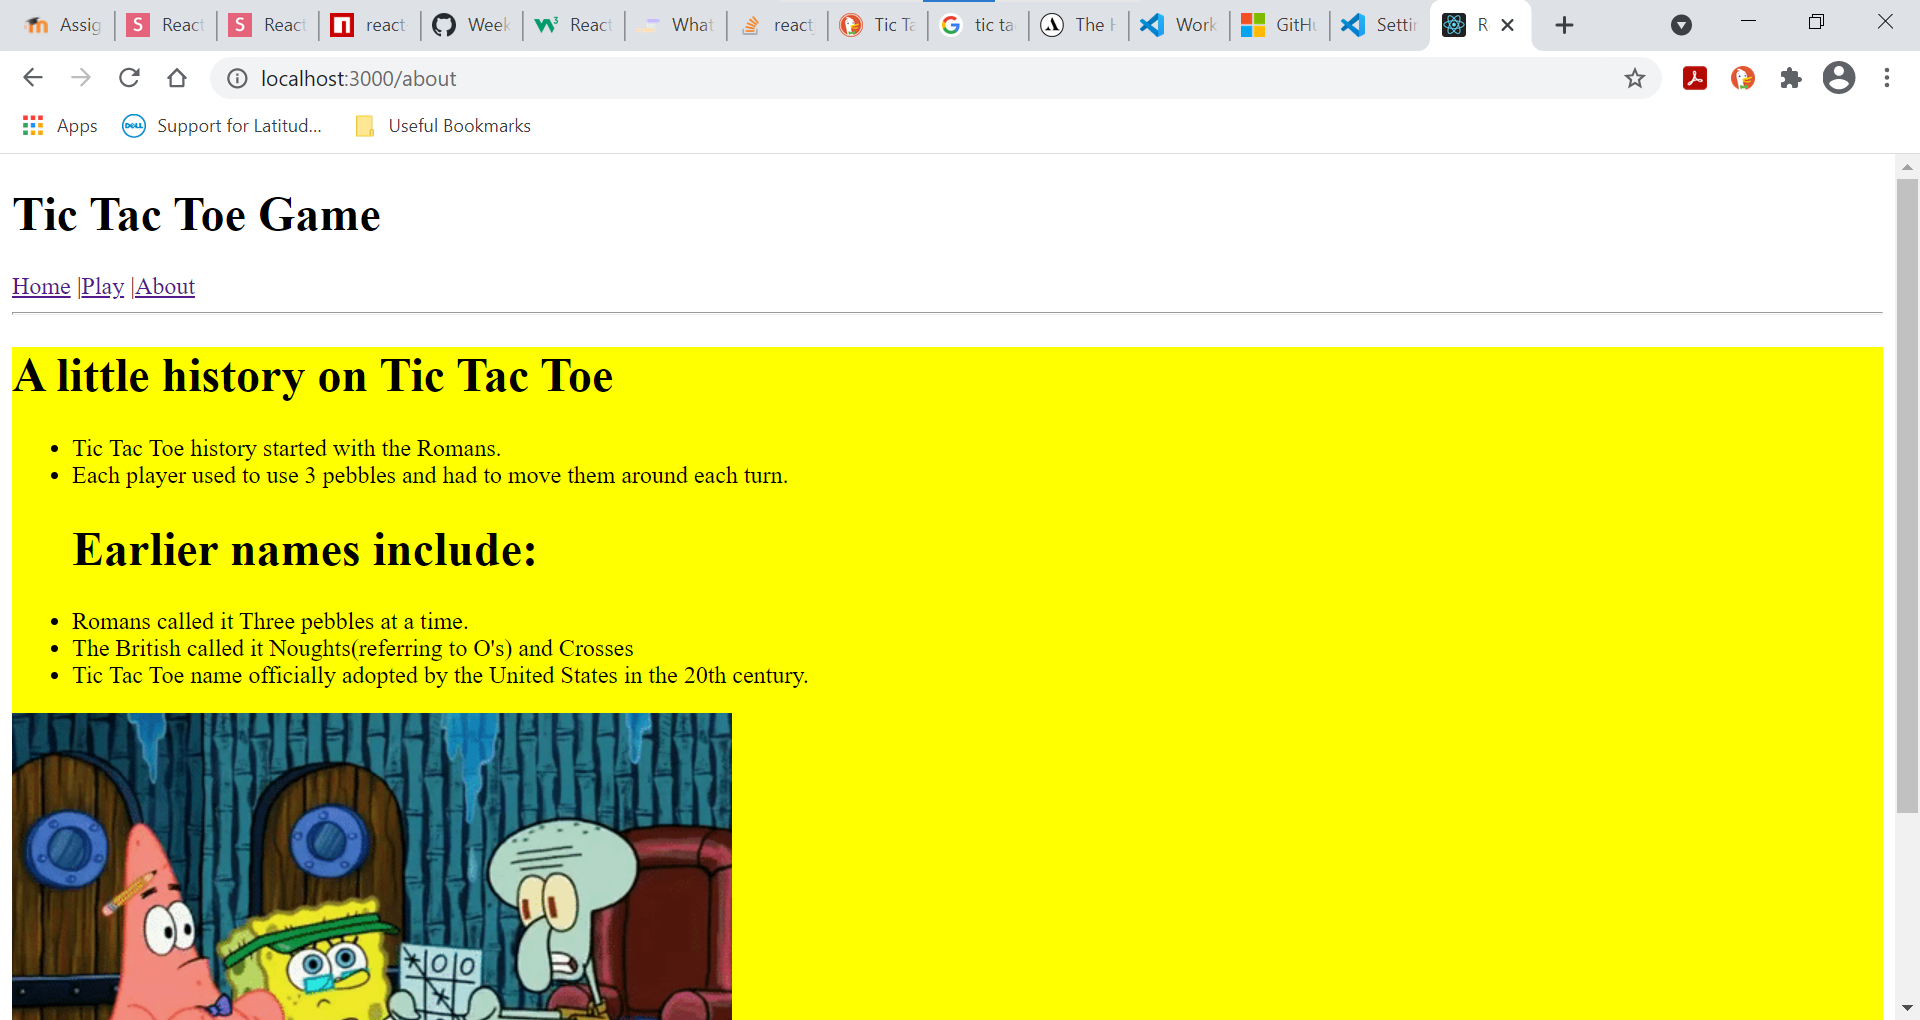 Assig
React
React
react
Week
React
What
react
Tic Ta
tic ta
The H
Work
GitHu
Settin
R
localhost:3000/about
Apps
Support for Latitud...
Useful Bookmarks
Tic Tac Toe Game
Home |Play |About
A little history on Tic Tac Toe
Tic Tac Toe history started with the Romans.
Each player used to use 3 pebbles and had to move them around each turn.
Earlier names include:
Romans called it Three pebbles at a time.
The British called it Noughts(referring to O's) and Crosses
Tic Tac Toe name officially adopted by the United States in the 20th century.